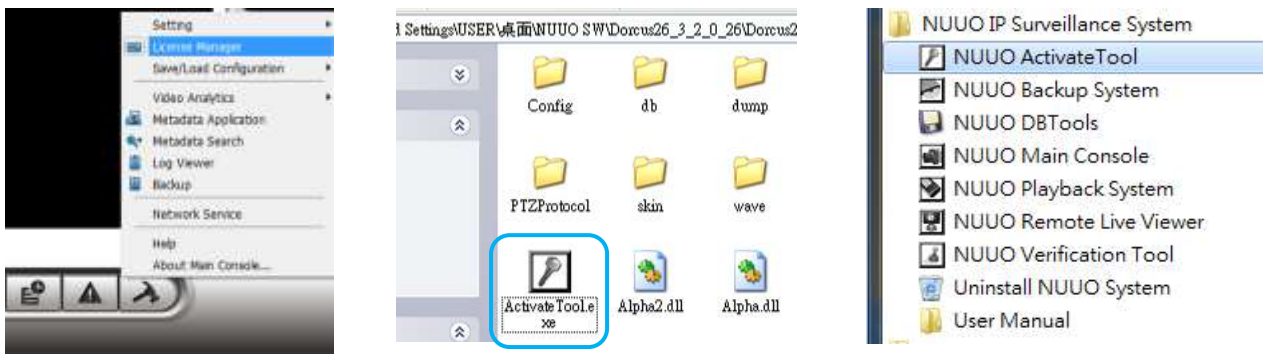 Setting
License Manager
Save/Load Configuration
Video Analytics
Metadata Application
Metadata Search
Log Viewer
Backup
Network Service
Help
About Main Console...
d Settings\USER\桌面\NUUO SW\Dorcus26_3_2_0_26\Dorcus2
Config db dump
PTZProtocol skin wave
ActivateTool.e Alpha2.dll Alpha.dll
xe
NUUO IP Surveillance System
NUUO ActivateTool
NUUO Backup System
NUUO DBTools
NUUO Main Console
NUUO Playback System
NUUO Remote Live Viewer
NUUO Verification Tool
Uninstall NUUO System
User Manual